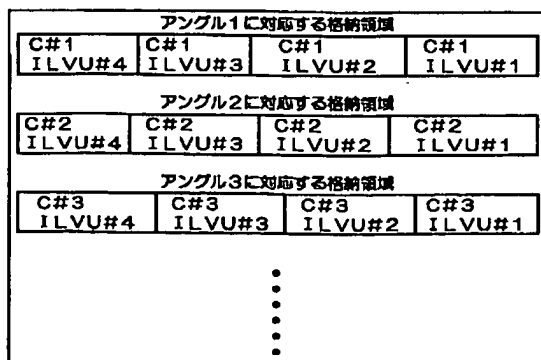 アングル1に対応する格納領域
C#1 C#1 C#1 C#1
ILVU#4 ILVU#3 ILVU#2 ILVU#1
アングル2に対応する格納領域
C#2 C#2 C#2 C#2
ILVU#4 ILVU#3 ILVU#2 ILVU#1
アングル3に対応する格納領域
C#3 C#3 C#3 C#3
ILVU#4 ILVU#3 ILVU#2 ILVU#1